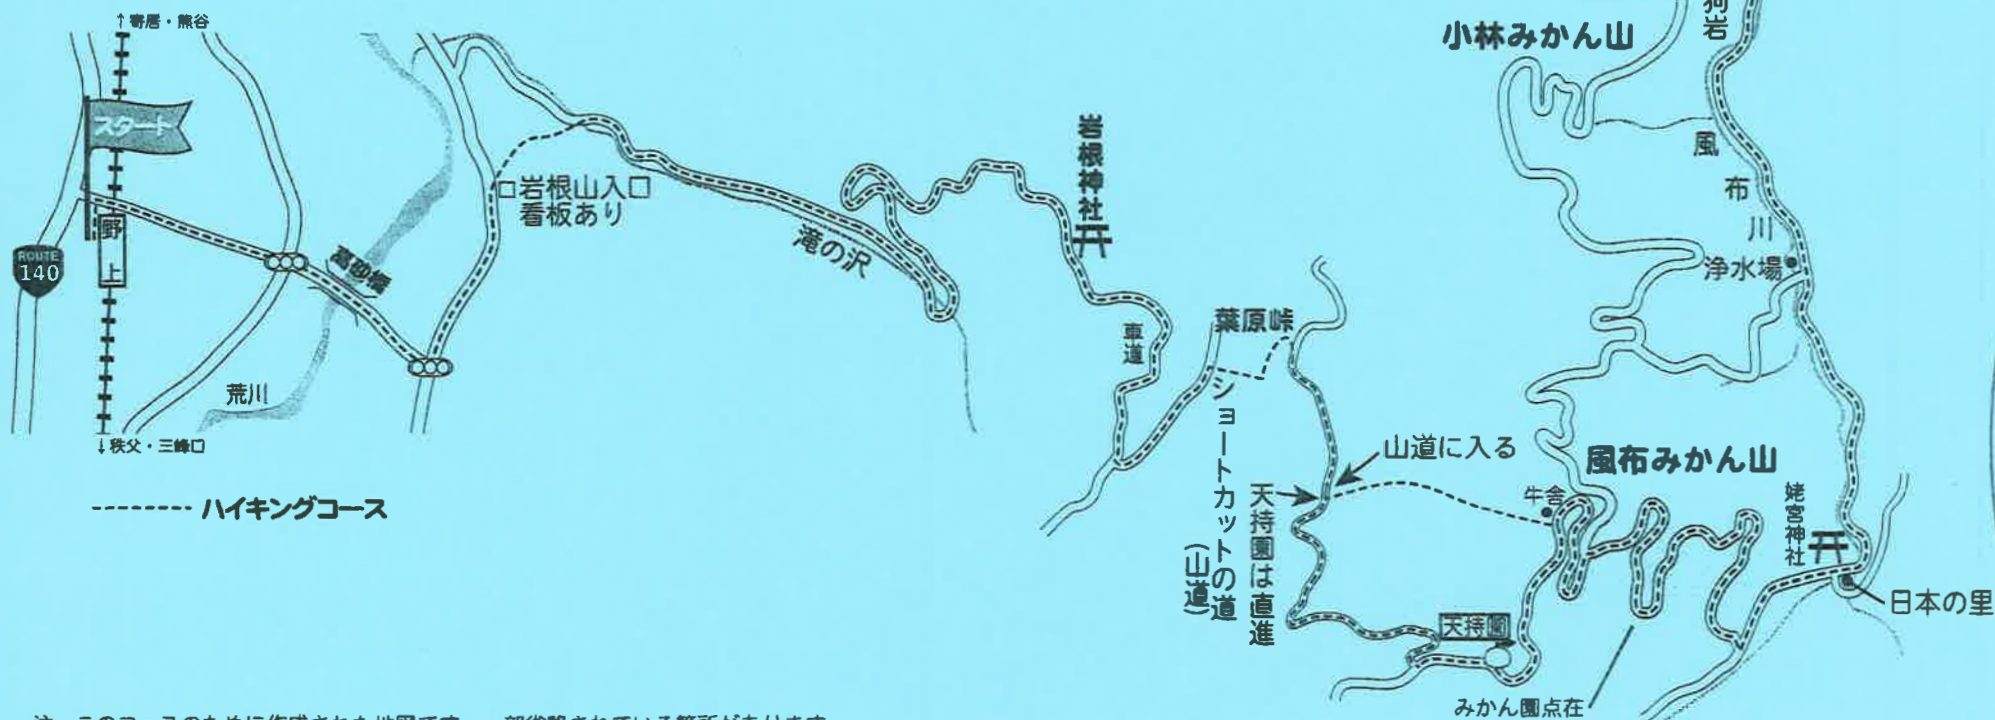 ↑寄居・熊谷
スタート
野上
ROUTE
140
高砂橋
荒川
↓秩父・三峰口
ハイキングコース
□岩根山入口
看板あり
滝の沢
岩根神社
車道
葉原峠
ショートカットの道
(山道)
天持園は直進
山道に入る
天持園
牛舎
風布みかん山
小林みかん山
風布川
浄水場
姥宮神社
日本の里
みかん園点在